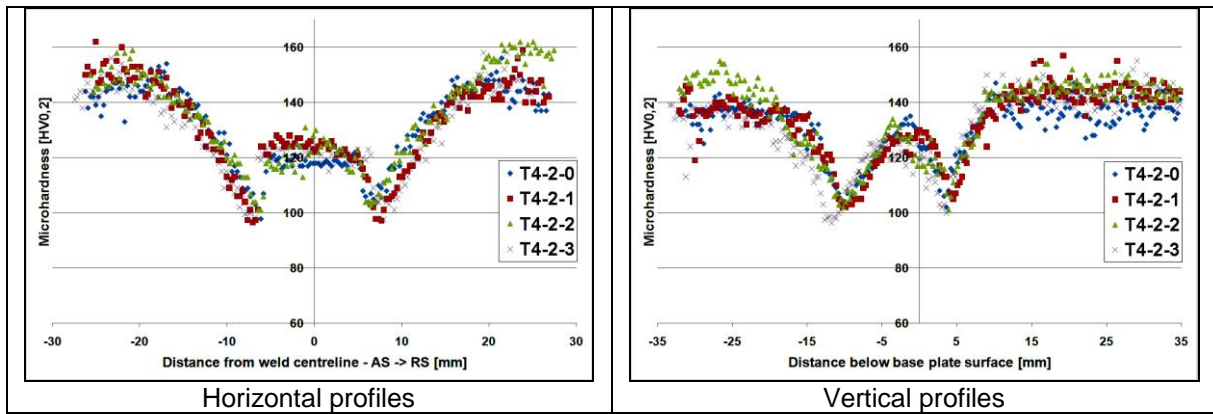 160
140
120
100
80
60
-30 -20 -10 0 10 20 30
Microhardness [HV0,2]
Distance from weld centreline - AS -> RS [mm]
T4-2-0
T4-2-1
T4-2-2
T4-2-3
Horizontal profiles
160
140
120
100
80
60
-35 -25 -15 -5 5 15 25 35
Microhardness [HV0,2]
Distance below base plate surface [mm]
T4-2-0
T4-2-1
T4-2-2
T4-2-3
Vertical profiles